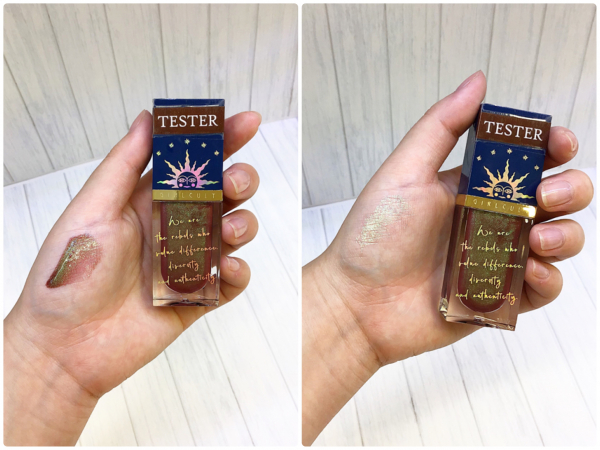 TESTER
GIRLCULT
We are
the rebels who
value difference
diversity
and authenticity.
TESTER
GIRLCULT
We are
the rebels who
value difference
diversity
and authenticity.